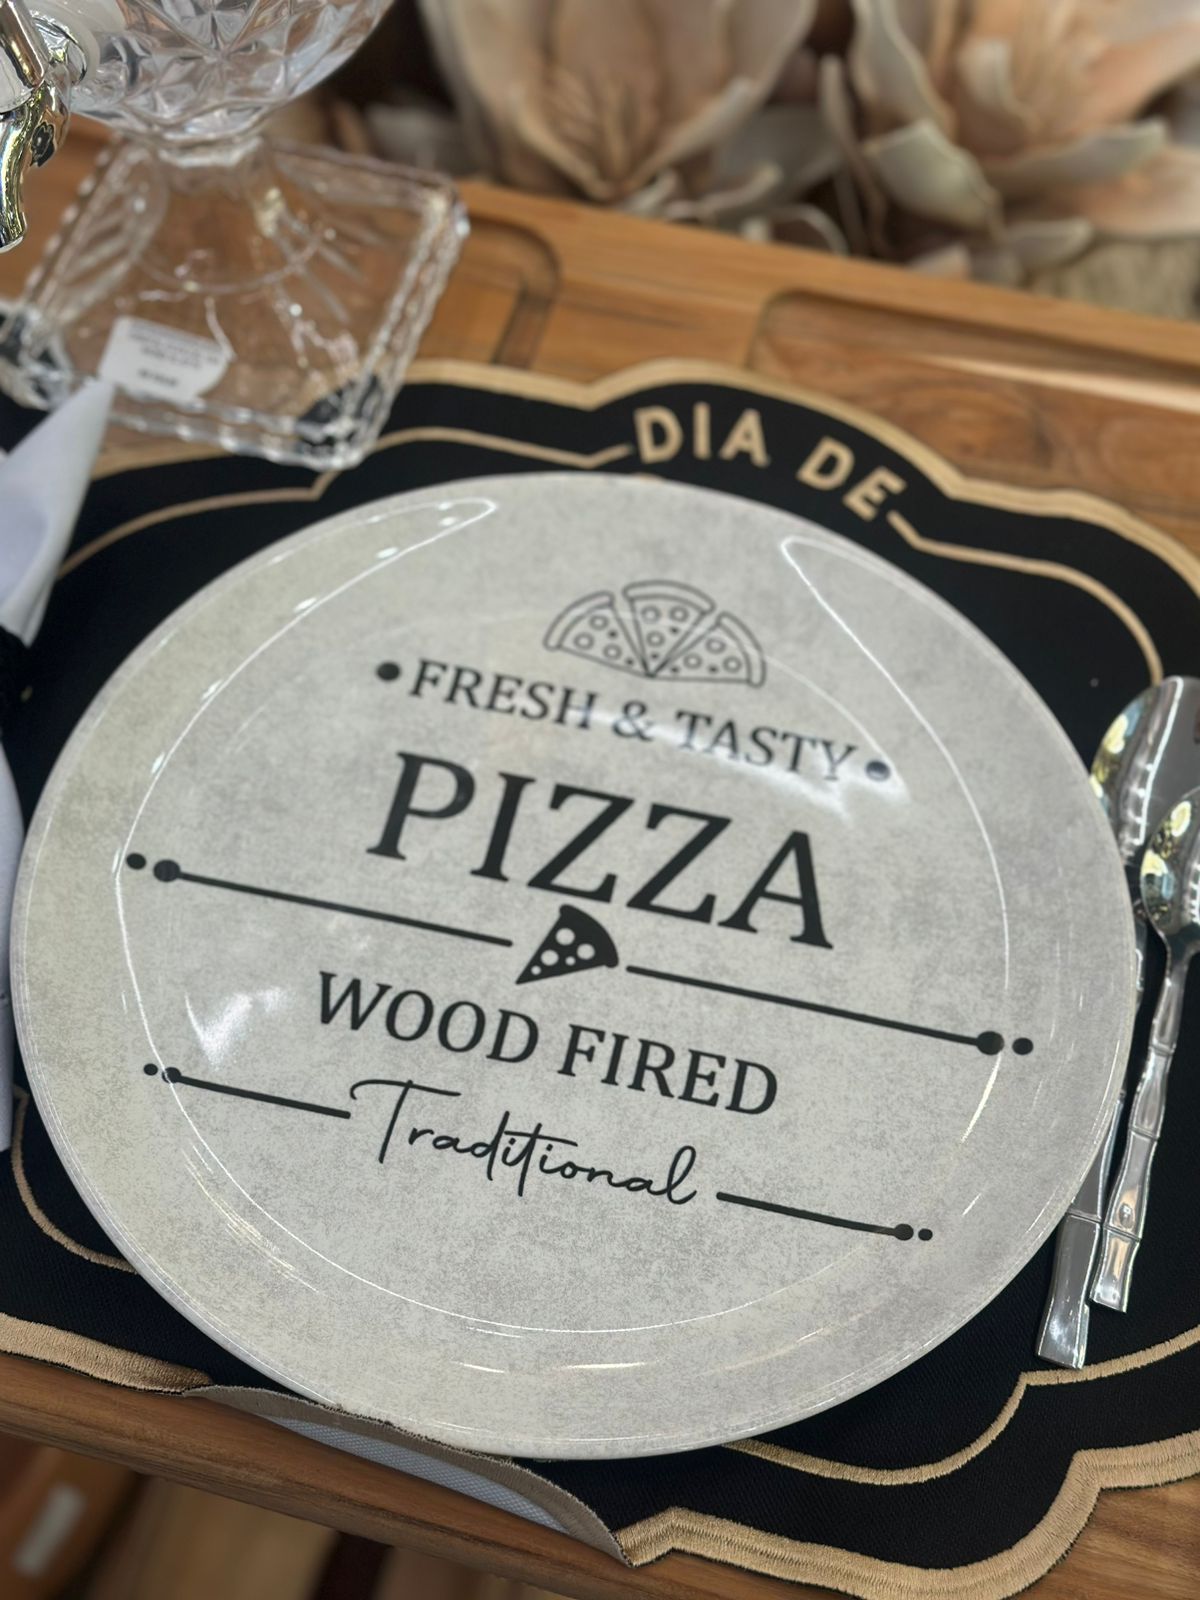 DIA DE
FRESH & TASTY
PIZZA
WOOD FIRED
Traditional